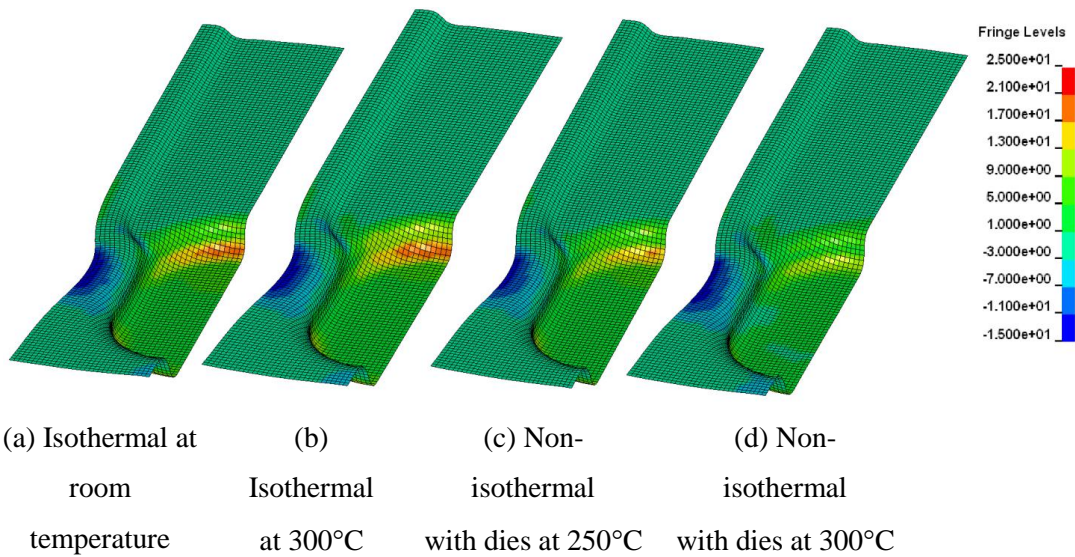 Fringe Levels
2.500e+01
2.100e+01
1.700e+01
1.300e+01
9.000e+00
5.000e+00
1.000e+00
-3.000e+00
-7.000e+00
-1.100e+01
-1.500e+01
(a) Isothermal at
room
temperature
(b)
Isothermal
at 300°C
(c) Non-
isothermal
with dies at 250°C
(d) Non-
isothermal
with dies at 300°C